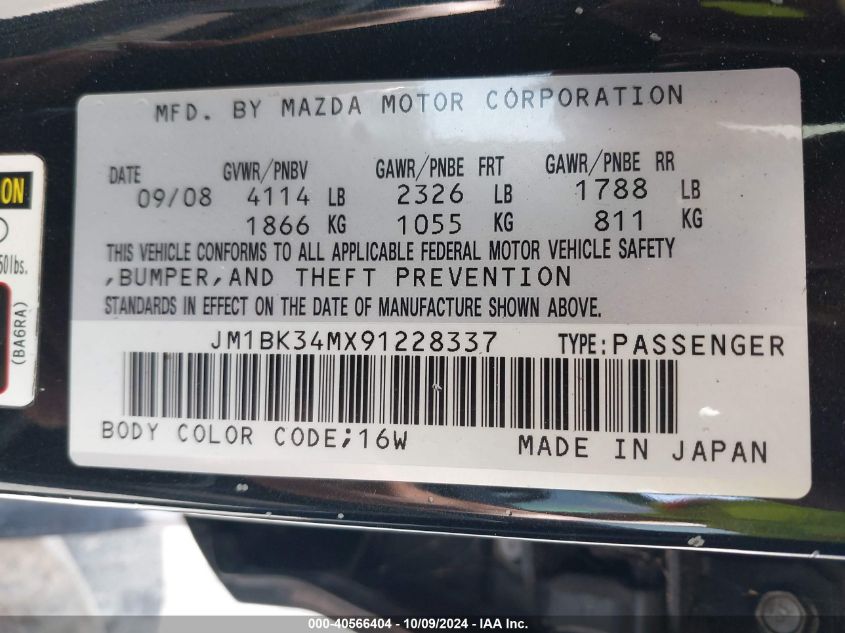 MFD. BY MAZDA MOTOR CORPORATION
DATE GVWR/PNBV GAWR/PNBE FRT GAWR/PNBE RR
09/08 4114 LB 2326 LB 1788 LB
1866 KG 1055 KG 811 KG
THIS VEHICLE CONFORMS TO ALL APPLICABLE FEDERAL MOTOR VEHICLE SAFETY
,BUMPER,AND THEFT PREVENTION
STANDARDS IN EFFECT ON THE DATE OF MANUFACTURE SHOWN ABOVE.
JM1BK34MX91228337 TYPE:PASSENGER
BODY COLOR CODE;16W MADE IN JAPAN
ON
50lbs.
(BA6RA)
000-40566404 - 10/09/2024 - IAA Inc.